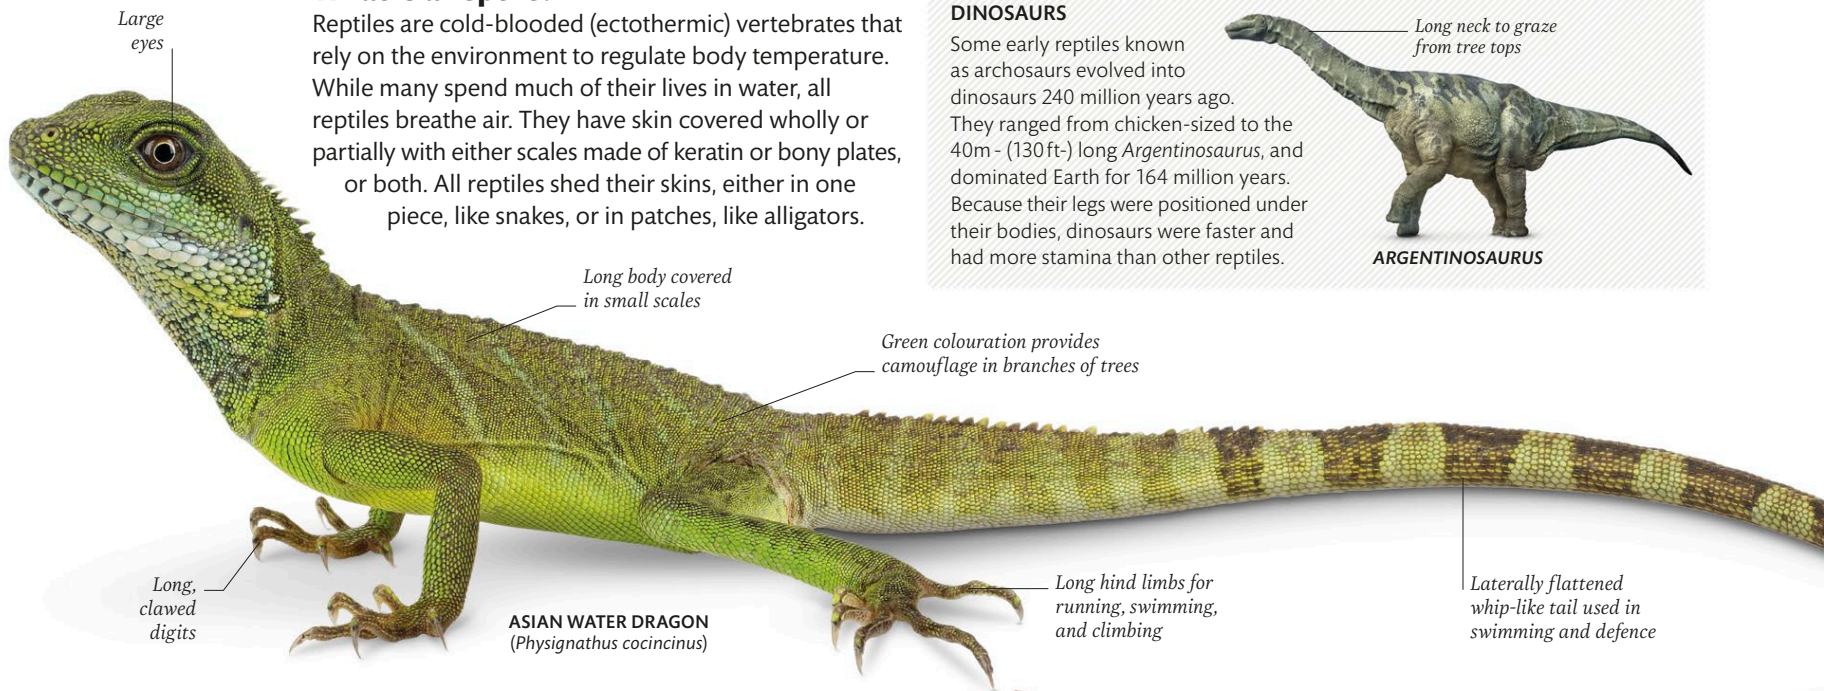 Large
eyes
Reptiles are cold-blooded (ectothermic) vertebrates that
rely on the environment to regulate body temperature.
While many spend much of their lives in water, all
reptiles breathe air. They have skin covered wholly or
partially with either scales made of keratin or bony plates,
or both. All reptiles shed their skins, either in one
piece, like snakes, or in patches, like alligators.
DINOSAURS
Some early reptiles known
as archosaurs evolved into
dinosaurs 240 million years ago.
They ranged from chicken-sized to the
40m- (130ft-) long Argentinosaurus, and
dominated Earth for 164 million years.
Because their legs were positioned under
their bodies, dinosaurs were faster and
had more stamina than other reptiles.
Long neck to graze
from tree tops
ARGENTINOSAURUS
Long body covered
in small scales
Green colouration provides
camouflage in branches of trees
Long,
clawed
digits
ASIAN WATER DRAGON
(Physignathus cocincinus)
Long hind limbs for
running, swimming,
and climbing
Laterally flattened
whip-like tail used in
swimming and defence